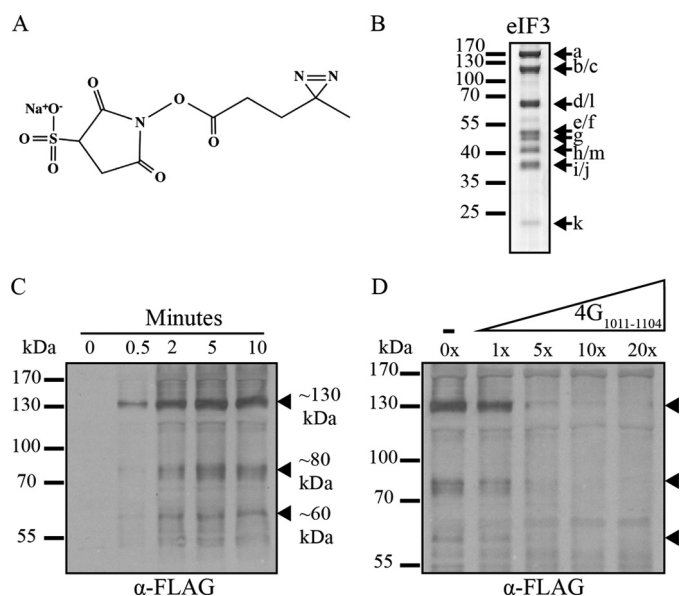 A
O
N
N
N
O
Na⁺O⁻
O
S
O
O
O
B
eIF3
170
130
100
70
55
40
35
25
a
b/c
d/l
e/f
g
h/m
i/j
k
C
Minutes
kDa
0
0.5
2
5
10
170
130
100
70
55
~130
kDa
~80
kDa
~60
kDa
α-FLAG
D
4G1011-1104
-
kDa
0x
1x
5x
10x
20x
170
130
100
70
55
α-FLAG